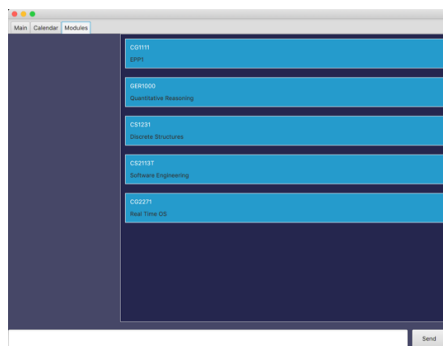 Main Calendar Modules
CG1111
EPP1
GER1000
Quantitative Reasoning
CS1231
Discrete Structures
CS2113T
Software Engineering
CG2271
Real Time OS
Send